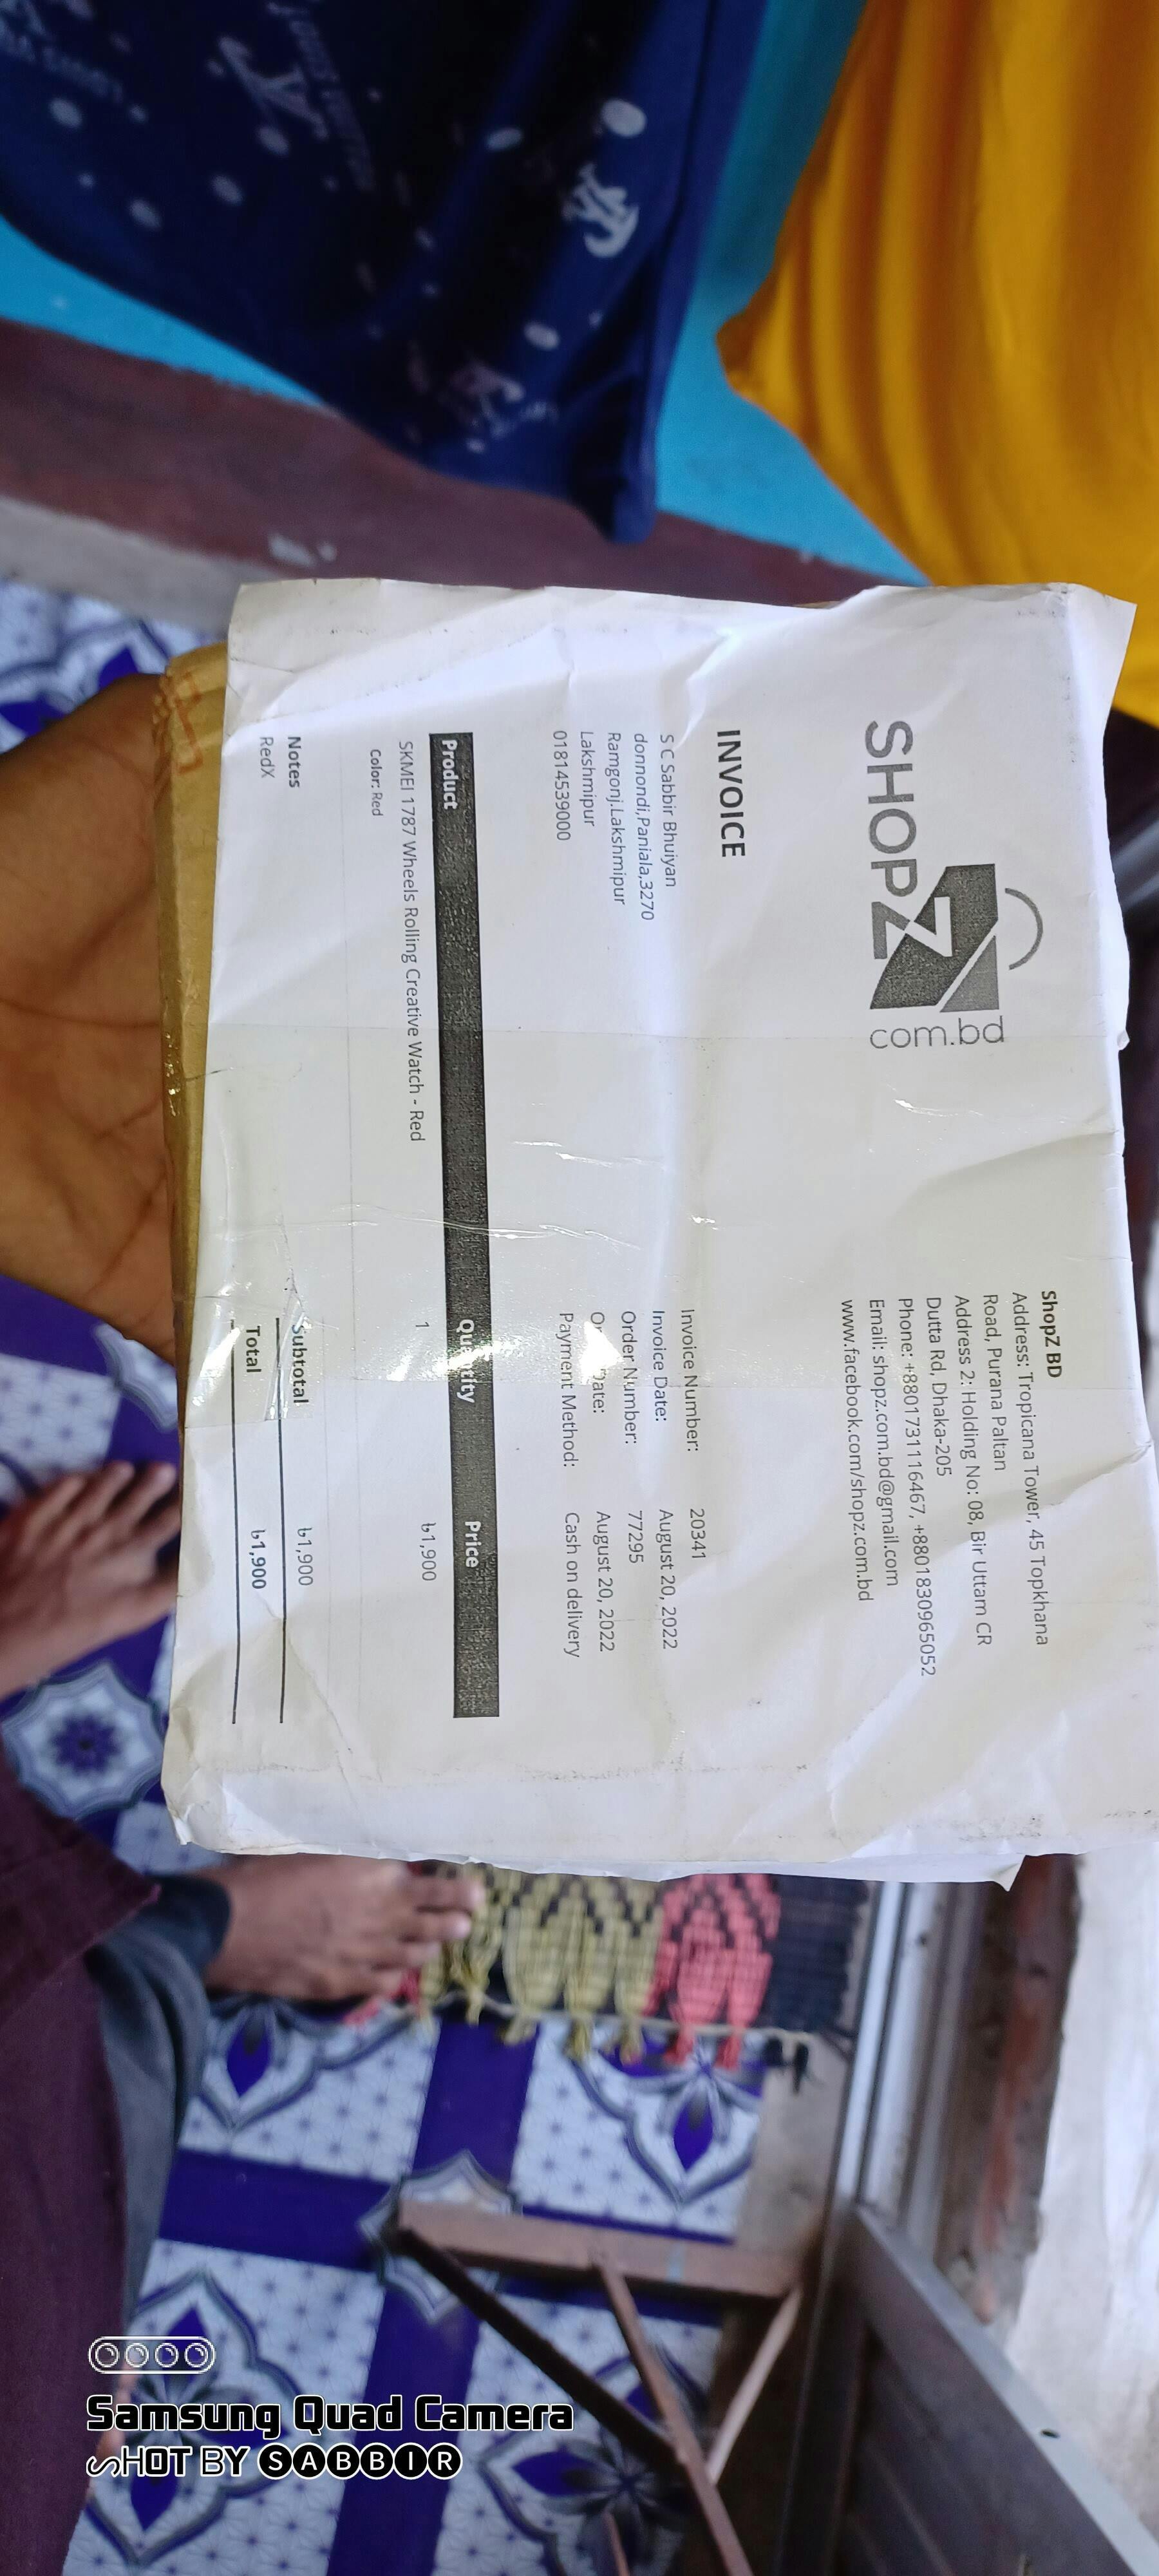 SHOPZ
com.bd
ShopZ BD
Address: Tropicana Tower, 45 Topkhana
Road, Purana Paltan
Address 2: Holding No: 08, Bir Uttam CR
Dutta Rd, Dhaka-205
Phone: +8801731116467, +8801830965052
Email: shopz.com.bd@gmail.com
www.facebook.com/shopz.com.bd
INVOICE
S C Sabbir Bhuiyan
donnondi,Paniala,3270
Ramgonj.Lakshmipur
Lakshmipur
01814539000
Invoice Number: 20341
Invoice Date: August 20, 2022
Order Number: 77295
Date: August 20, 2022
Payment Method: Cash on delivery
Product Quantity Price
SKMEI 1787 Wheels Rolling Creative Watch - Red 1 ৳1,900
Color: Red
Notes
RedX
Subtotal ৳1,900
Total ৳1,900
Samsung Quad Camera
SHOT BY SABBIR